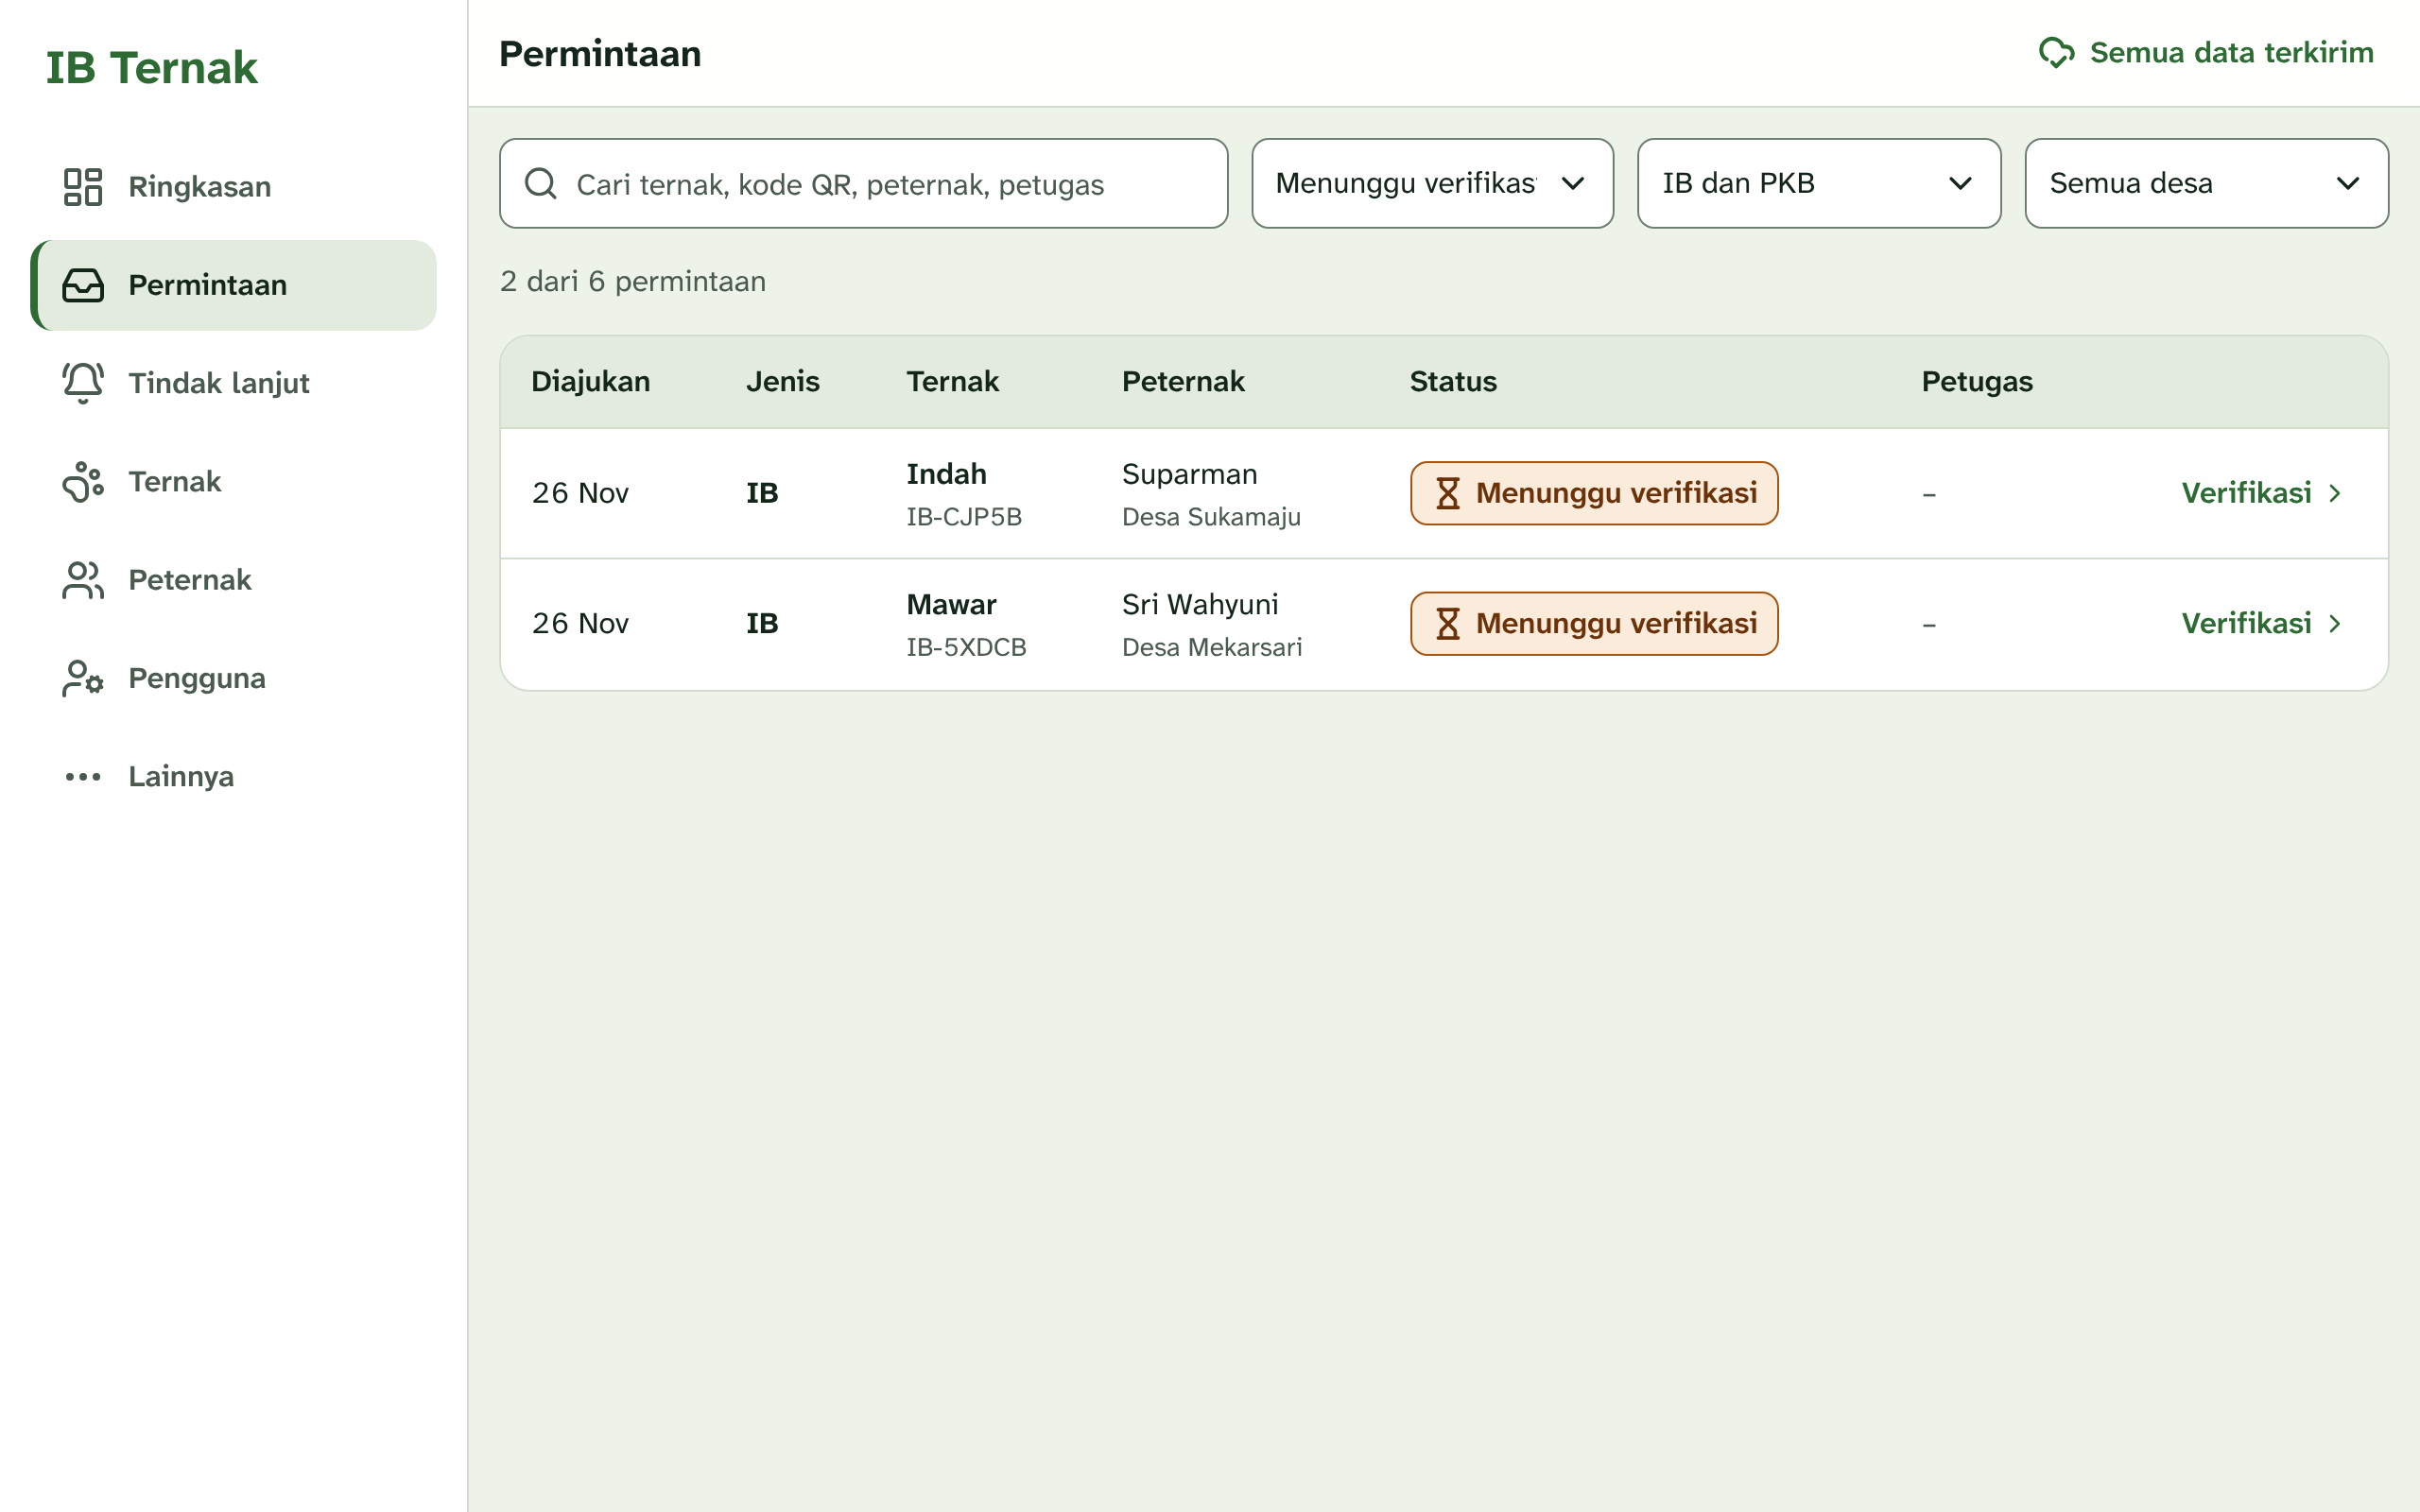 IB Ternak
Ringkasan
Permintaan
Tindak lanjut
Ternak
Peternak
Pengguna
Lainnya
Permintaan
Semua data terkirim
Cari ternak, kode QR, peternak, petugas
Menunggu verifikas
IB dan PKB
Semua desa
2 dari 6 permintaan
Diajukan Jenis Ternak Peternak Status Petugas
26 Nov IB Indah Suparman Menunggu verifikasi – Verifikasi
IB-CJP5B Desa Sukamaju
26 Nov IB Mawar Sri Wahyuni Menunggu verifikasi – Verifikasi
IB-5XDCB Desa Mekarsari